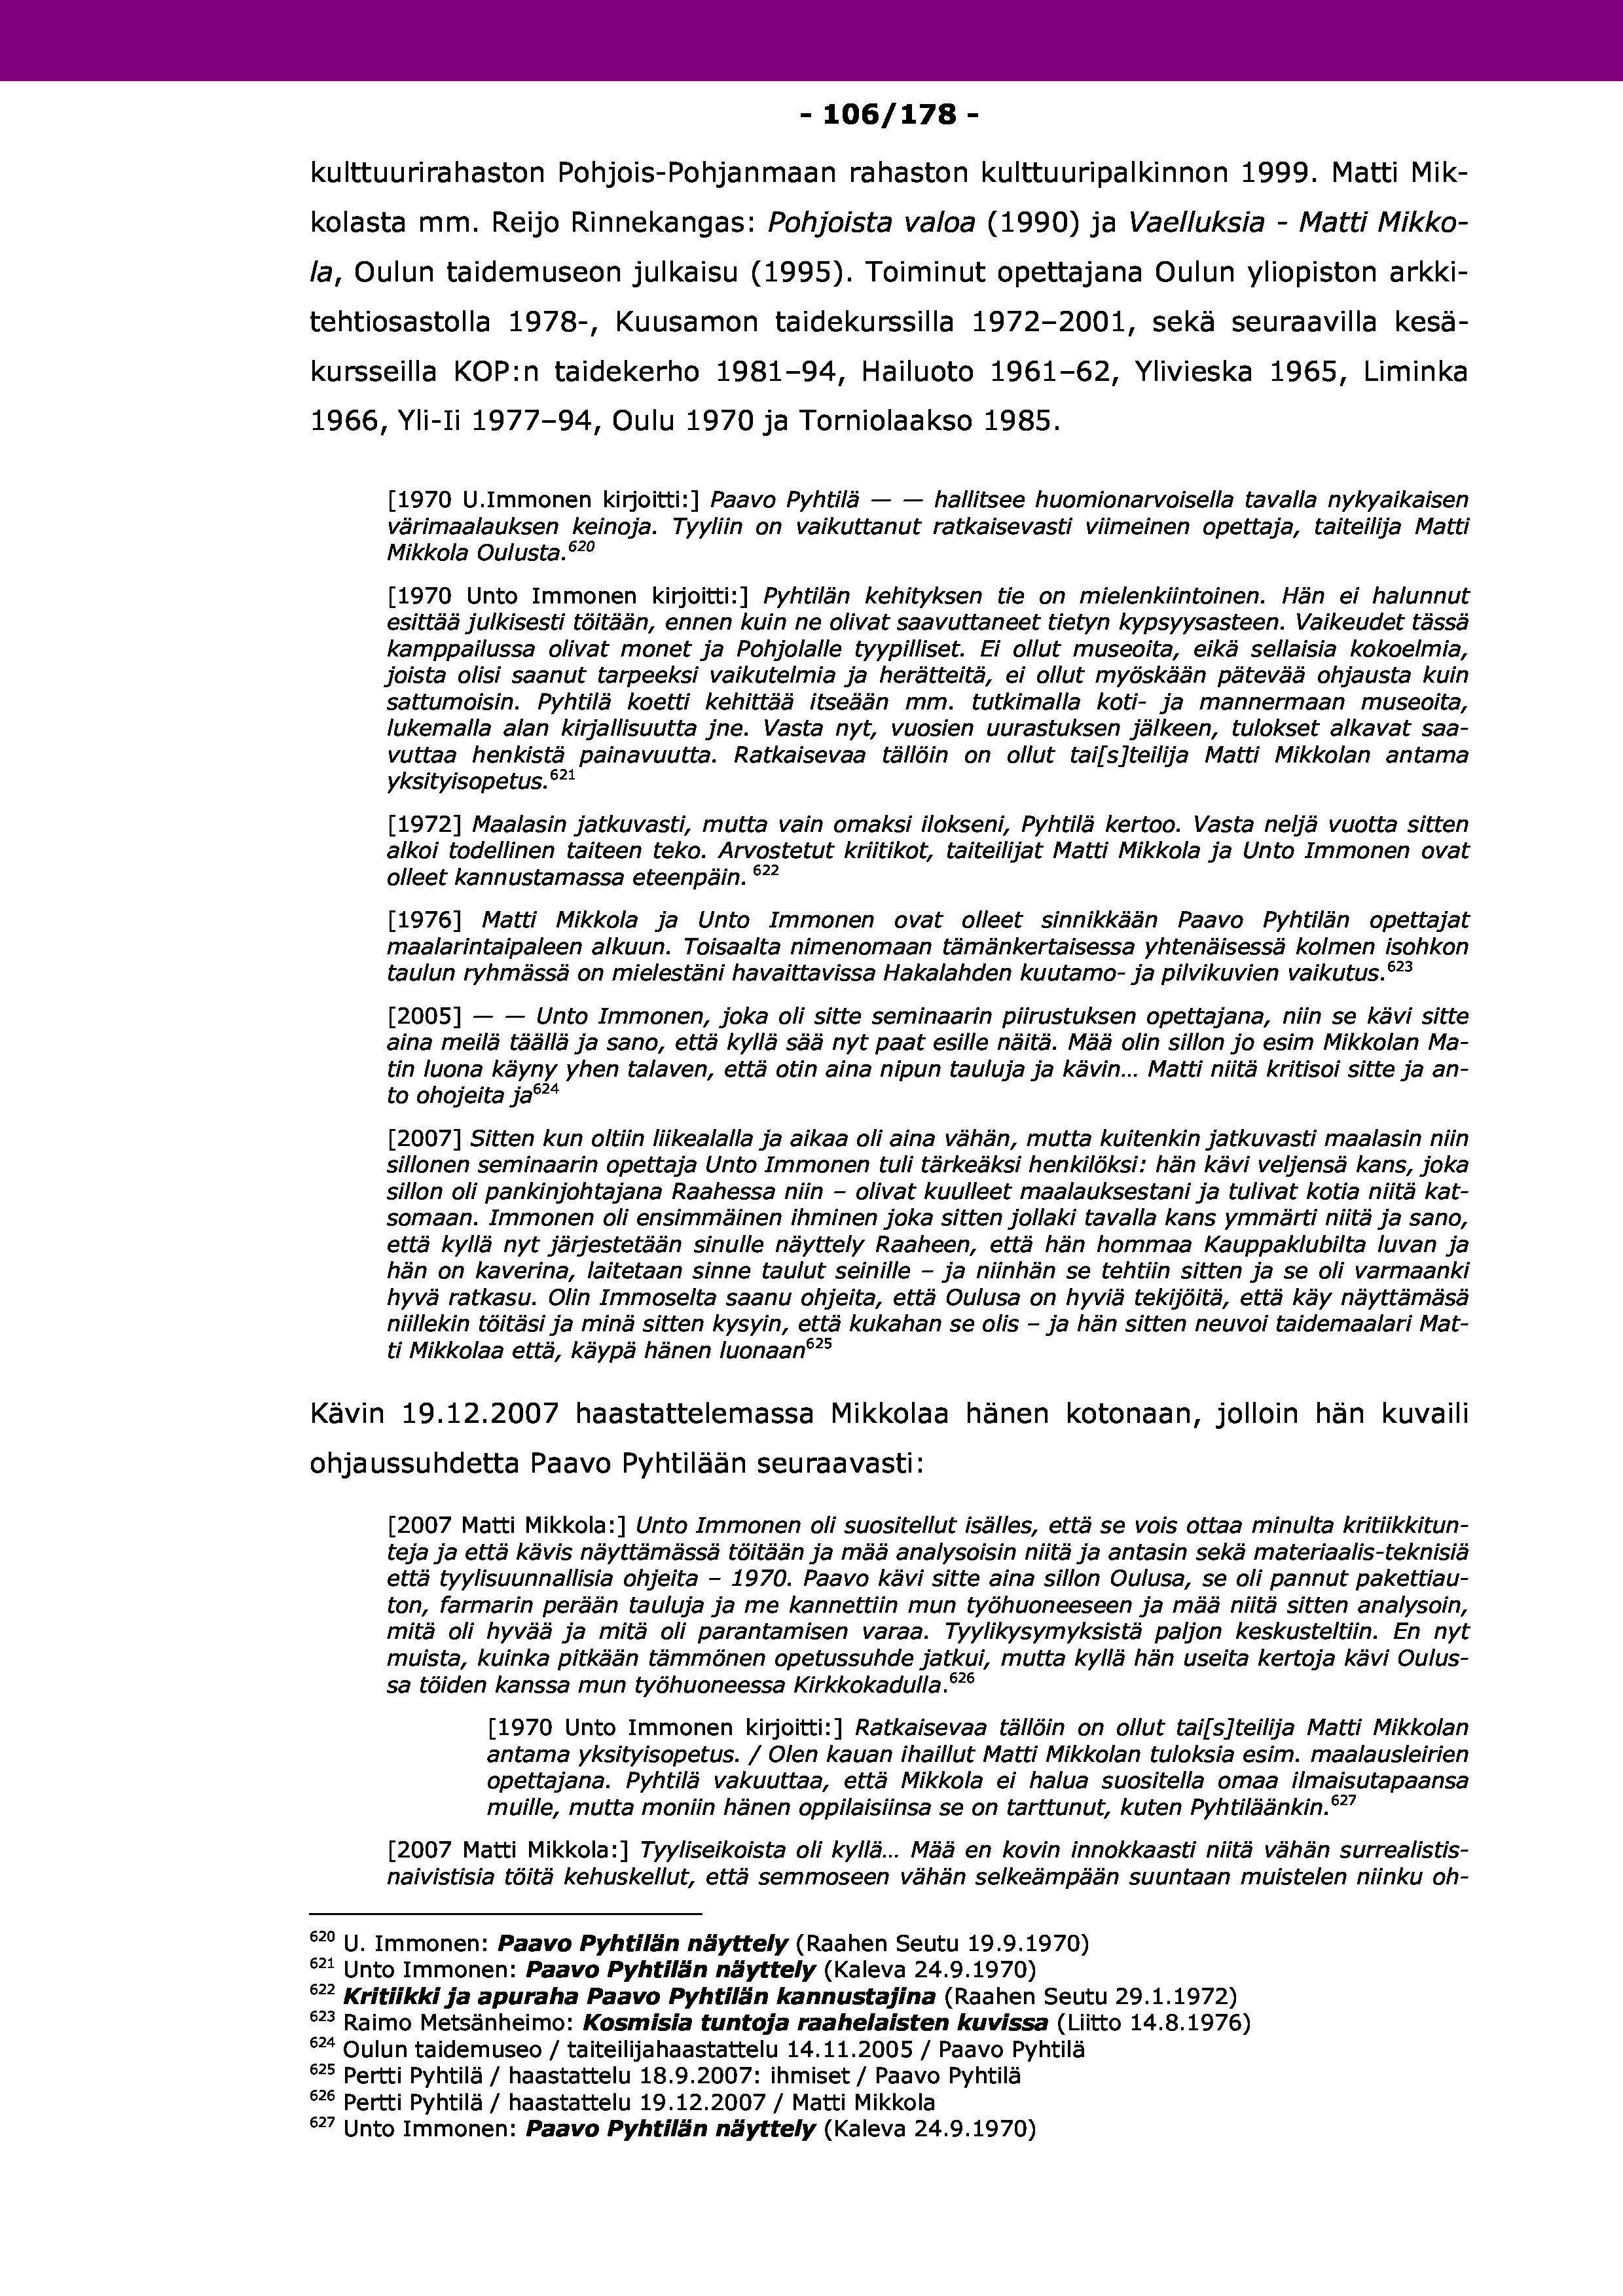 - 106/178 -
kulttuurirahaston Pohjois-Pohjanmaan rahaston kulttuuripalkinnon 1999. Matti Mik-
kolasta mm. Reijo Rinnekangas: Pohjoista valoa (1990) ja Vaelluksia - Matti Mikko-
la, Oulun taidemuseon julkaisu (1995). Toiminut opettajana Oulun yliopiston arkki-
tehtiosastolla 1978-, Kuusamon taidekurssilla 1972–2001, sekä seuraavilla kesä-
kursseilla KOP:n taidekerho 1981–94, Hailuoto 1961–62, Ylivieska 1965, Liminka
1966, Yli-Ii 1977–94, Oulu 1970 ja Torniolaakso 1985.
[1970 U.Immonen kirjoitti:] Paavo Pyhtilä — — hallitsee huomionarvoisella tavalla nykyaikaisen
värimaalauksen keinoja. Tyyliin on vaikuttanut ratkaisevasti viimeinen opettaja, taiteilija Matti
Mikkola Oulusta.620
[1970 Unto Immonen kirjoitti:] Pyhtilän kehityksen tie on mielenkiintoinen. Hän ei halunnut
esittää julkisesti töitään, ennen kuin ne olivat saavuttaneet tietyn kypsyysasteen. Vaikeudet tässä
kamppailussa olivat monet ja Pohjolalle tyypilliset. Ei ollut museoita, eikä sellaisia kokoelmia,
joista olisi saanut tarpeeksi vaikutelmia ja herätteitä, ei ollut myöskään pätevää ohjausta kuin
sattumoisin. Pyhtilä koetti kehittää itseään mm. tutkimalla koti- ja mannermaan museoita,
lukemalla alan kirjallisuutta jne. Vasta nyt, vuosien uurastuksen jälkeen, tulokset alkavat saa-
vuttaa henkistä painavuutta. Ratkaisevaa tällöin on ollut tai[s]teilija Matti Mikkolan antama
yksityisopetus.621
[1972] Maalasin jatkuvasti, mutta vain omaksi ilokseni, Pyhtilä kertoo. Vasta neljä vuotta sitten
alkoi todellinen taiteen teko. Arvostetut kriitikot, taiteilijat Matti Mikkola ja Unto Immonen ovat
olleet kannustamassa eteenpäin. 622
[1976] Matti Mikkola ja Unto Immonen ovat olleet sinnikkään Paavo Pyhtilän opettajat
maalarintaipaleen alkuun. Toisaalta nimenomaan tämänkertaisessa yhtenäisessä kolmen isohkon
taulun ryhmässä on mielestäni havaittavissa Hakalahden kuutamo- ja pilvikuvien vaikutus.623
[2005] — — Unto Immonen, joka oli sitte seminaarin piirustuksen opettajana, niin se kävi sitte
aina meilä täällä ja sano, että kyllä sää nyt paat esille näitä. Mää olin sillon jo esim Mikkolan Ma-
tin luona käyny yhen talaven, että otin aina nipun tauluja ja kävin… Matti niitä kritisoi sitte ja an-
to ohojeita ja624
[2007] Sitten kun oltiin liikealalla ja aikaa oli aina vähän, mutta kuitenkin jatkuvasti maalasin niin
sillonen seminaarin opettaja Unto Immonen tuli tärkeäksi henkilöksi: hän kävi veljensä kans, joka
sillon oli pankinjohtajana Raahessa niin – olivat kuulleet maalauksestani ja tulivat kotia niitä kat-
somaan. Immonen oli ensimmäinen ihminen joka sitten jollaki tavalla kans ymmärti niitä ja sano,
että kyllä nyt järjestetään sinulle näyttely Raaheen, että hän hommaa Kauppaklubilta luvan ja
hän on kaverina, laitetaan sinne taulut seinille – ja niinhän se tehtiin sitten ja se oli varmaanki
hyvä ratkasu. Olin Immoselta saanu ohjeita, että Oulusa on hyviä tekijöitä, että käy näyttämäsä
niillekin töitäsi ja minä sitten kysyin, että kukahan se olis – ja hän sitten neuvoi taidemaalari Mat-
ti Mikkolaa että, käypä hänen luonaan625
Kävin 19.12.2007 haastattelemassa Mikkolaa hänen kotonaan, jolloin hän kuvaili
ohjaussuhdetta Paavo Pyhtilään seuraavasti:
[2007 Matti Mikkola:] Unto Immonen oli suositellut isälles, että se vois ottaa minulta kritiikkitun-
teja ja että kävis näyttämässä töitään ja mää analysoisin niitä ja antasin sekä materiaalis-teknisiä
että tyylisuunnallisia ohjeita – 1970. Paavo kävi sitte aina sillon Oulusa, se oli pannut pakettiau-
ton, farmarin perään tauluja ja me kannettiin mun työhuoneeseen ja mää niitä sitten analysoin,
mitä oli hyvää ja mitä oli parantamisen varaa. Tyylikysymyksistä paljon keskusteltiin. En nyt
muista, kuinka pitkään tämmönen opetussuhde jatkui, mutta kyllä hän useita kertoja kävi Oulus-
sa töiden kanssa mun työhuoneessa Kirkkokadulla.626
[1970 Unto Immonen kirjoitti:] Ratkaisevaa tällöin on ollut tai[s]teilija Matti Mikkolan
antama yksityisopetus. / Olen kauan ihaillut Matti Mikkolan tuloksia esim. maalausleirien
opettajana. Pyhtilä vakuuttaa, että Mikkola ei halua suositella omaa ilmaisutapaansa
muille, mutta moniin hänen oppilaisiinsa se on tarttunut, kuten Pyhtiläänkin.627
[2007 Matti Mikkola:] Tyyliseikoista oli kyllä… Mää en kovin innokkaasti niitä vähän surrealistis-
naivistisia töitä kehuskellut, että semmoseen vähän selkeämpään suuntaan muistelen niinku oh-
620 U. Immonen: Paavo Pyhtilän näyttely (Raahen Seutu 19.9.1970)
621 Unto Immonen: Paavo Pyhtilän näyttely (Kaleva 24.9.1970)
622 Kritiikki ja apuraha Paavo Pyhtilän kannustajina (Raahen Seutu 29.1.1972)
623 Raimo Metsänheimo: Kosmisia tuntoja raahelaisten kuvissa (Liitto 14.8.1976)
624 Oulun taidemuseo / taiteilijahaastattelu 14.11.2005 / Paavo Pyhtilä
625 Pertti Pyhtilä / haastattelu 18.9.2007: ihmiset / Paavo Pyhtilä
626 Pertti Pyhtilä / haastattelu 19.12.2007 / Matti Mikkola
627 Unto Immonen: Paavo Pyhtilän näyttely (Kaleva 24.9.1970)